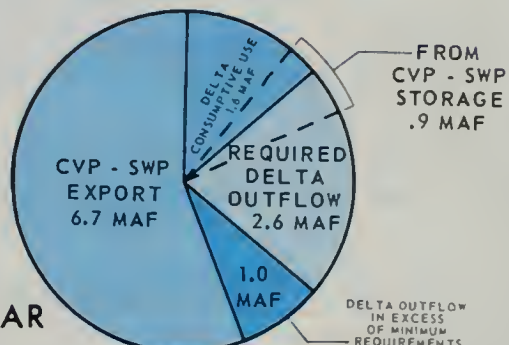 DELTA
CONSUMPTIVE USE
1.6 MAF
FROM
CVP - SWP
STORAGE
.9 MAF
CVP - SWP
EXPORT
6.7 MAF
REQUIRED
DELTA
OUTFLOW
2.6 MAF
1.0
MAF
AR
DELTA OUTFLOW
IN EXCESS
OF MINIMUM
REQUIREMENTS